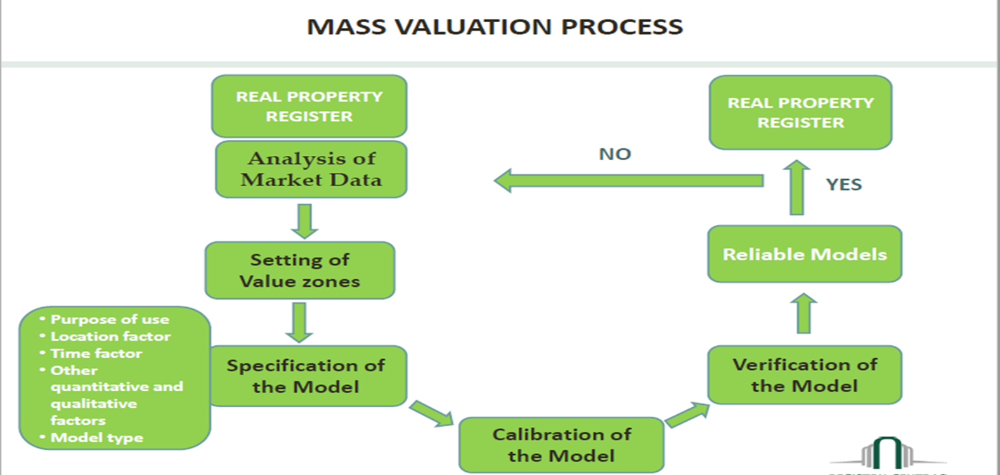 MASS VALUATION PROCESS
REAL PROPERTY
REGISTER
Analysis of
Market Data
Setting of
Value zones
• Purpose of use
• Location factor
• Time factor
• Other
quantitative and
qualitative
factors
• Model type
Specification of
the Model
Calibration of
the Model
Verification of
the Model
Reliable Models
YES
NO
REAL PROPERTY
REGISTER